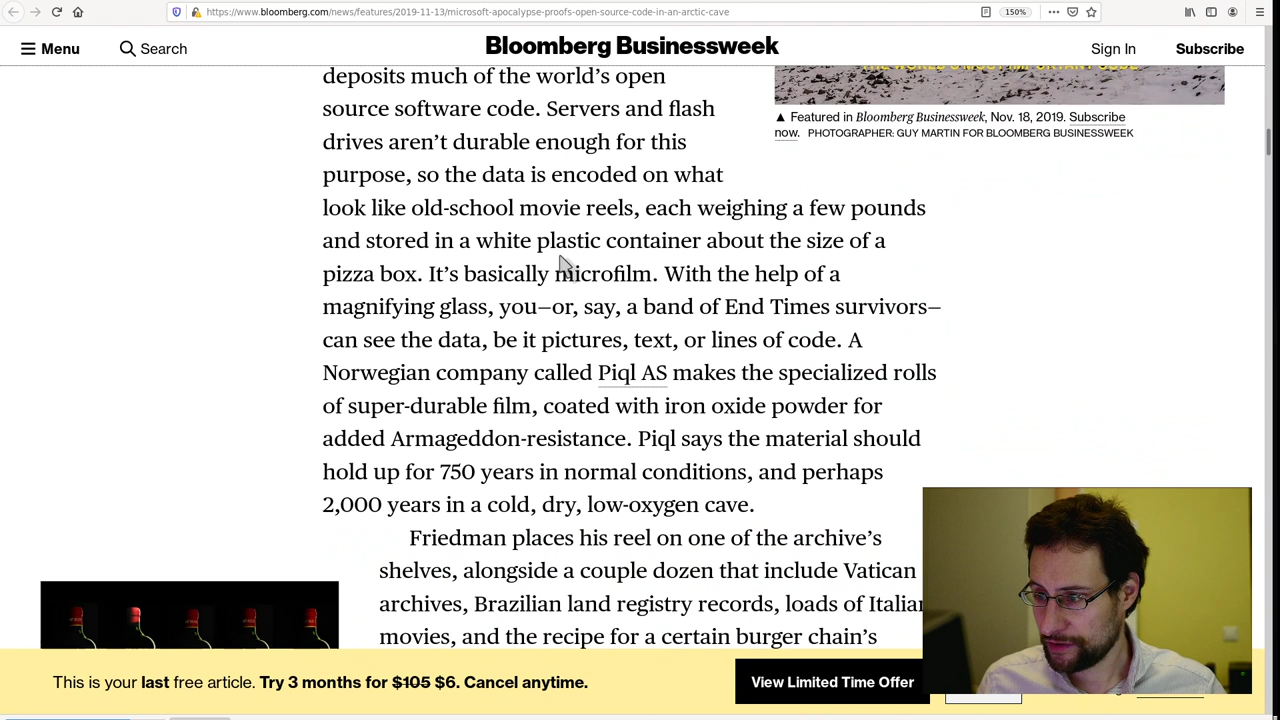 https://www.bloomberg.com/news/features/2019-11-13/microsoft-apocalypse-proofs-open-source-code-in-an-arctic-cave
150%
Menu
Search
Bloomberg Businessweek
Sign In
Subscribe
deposits much of the world’s open
source software code. Servers and flash
drives aren’t durable enough for this
purpose, so the data is encoded on what
look like old-school movie reels, each weighing a few pounds
and stored in a white plastic container about the size of a
pizza box. It’s basically microfilm. With the help of a
magnifying glass, you—or, say, a band of End Times survivors—
can see the data, be it pictures, text, or lines of code. A
Norwegian company called Piql AS makes the specialized rolls
of super-durable film, coated with iron oxide powder for
added Armageddon-resistance. Piql says the material should
hold up for 750 years in normal conditions, and perhaps
2,000 years in a cold, dry, low-oxygen cave.
Friedman places his reel on one of the archive’s
shelves, alongside a couple dozen that include Vatican
archives, Brazilian land registry records, loads of Italian
movies, and the recipe for a certain burger chain’s
THE WORLD’S MOST IMPORTANT CODE
▲ Featured in Bloomberg Businessweek, Nov. 18, 2019. Subscribe
now. PHOTOGRAPHER: GUY MARTIN FOR BLOOMBERG BUSINESSWEEK
This is your last free article. Try 3 months for $105 $6. Cancel anytime.
View Limited Time Offer